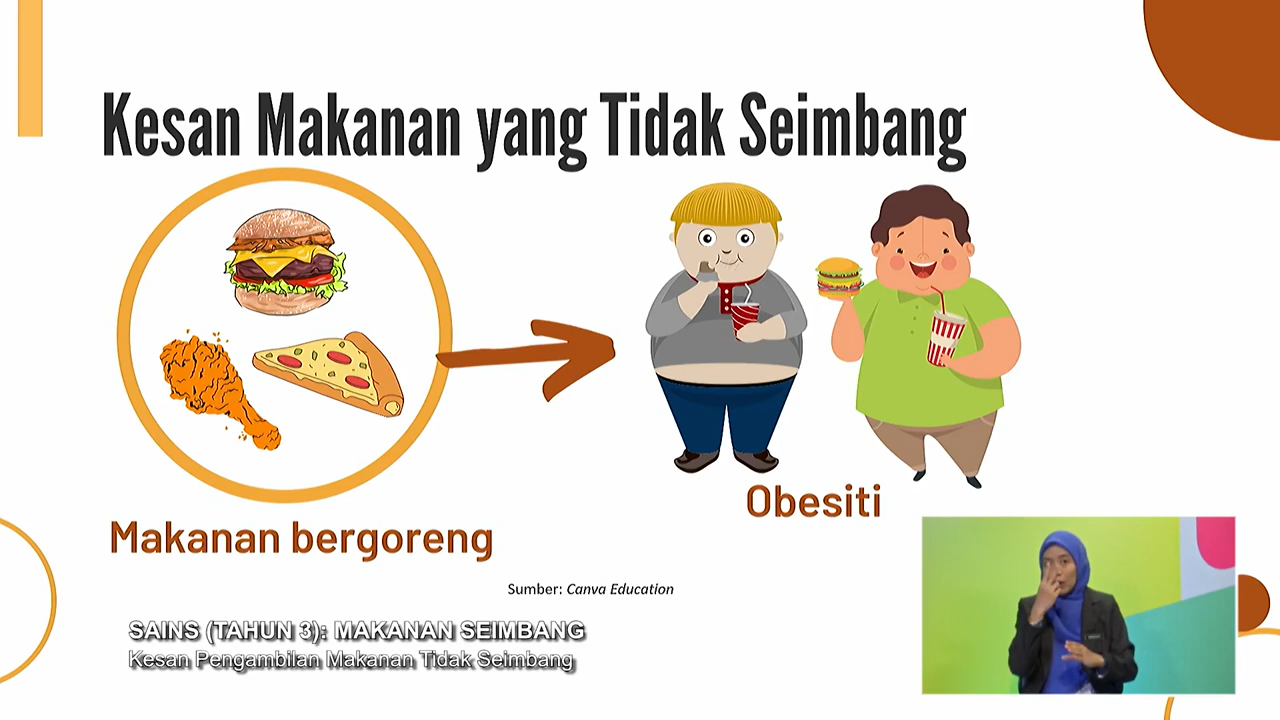 Kesan Makanan yang Tidak Seimbang
Makanan bergoreng
Obesiti
Sumber: Canva Education
SAINS (TAHUN 3): MAKANAN SEIMBANG
Kesan Pengambilan Makanan Tidak Seimbang